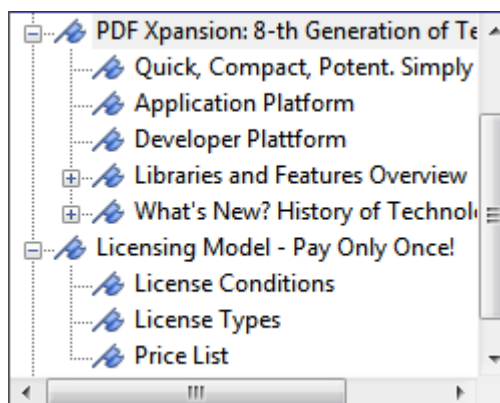 PDF Xpansion: 8-th Generation of Te
Quick, Compact, Potent. Simply
Application Platform
Developer Plattform
Libraries and Features Overview
What's New? History of Technol
Licensing Model - Pay Only Once!
License Conditions
License Types
Price List